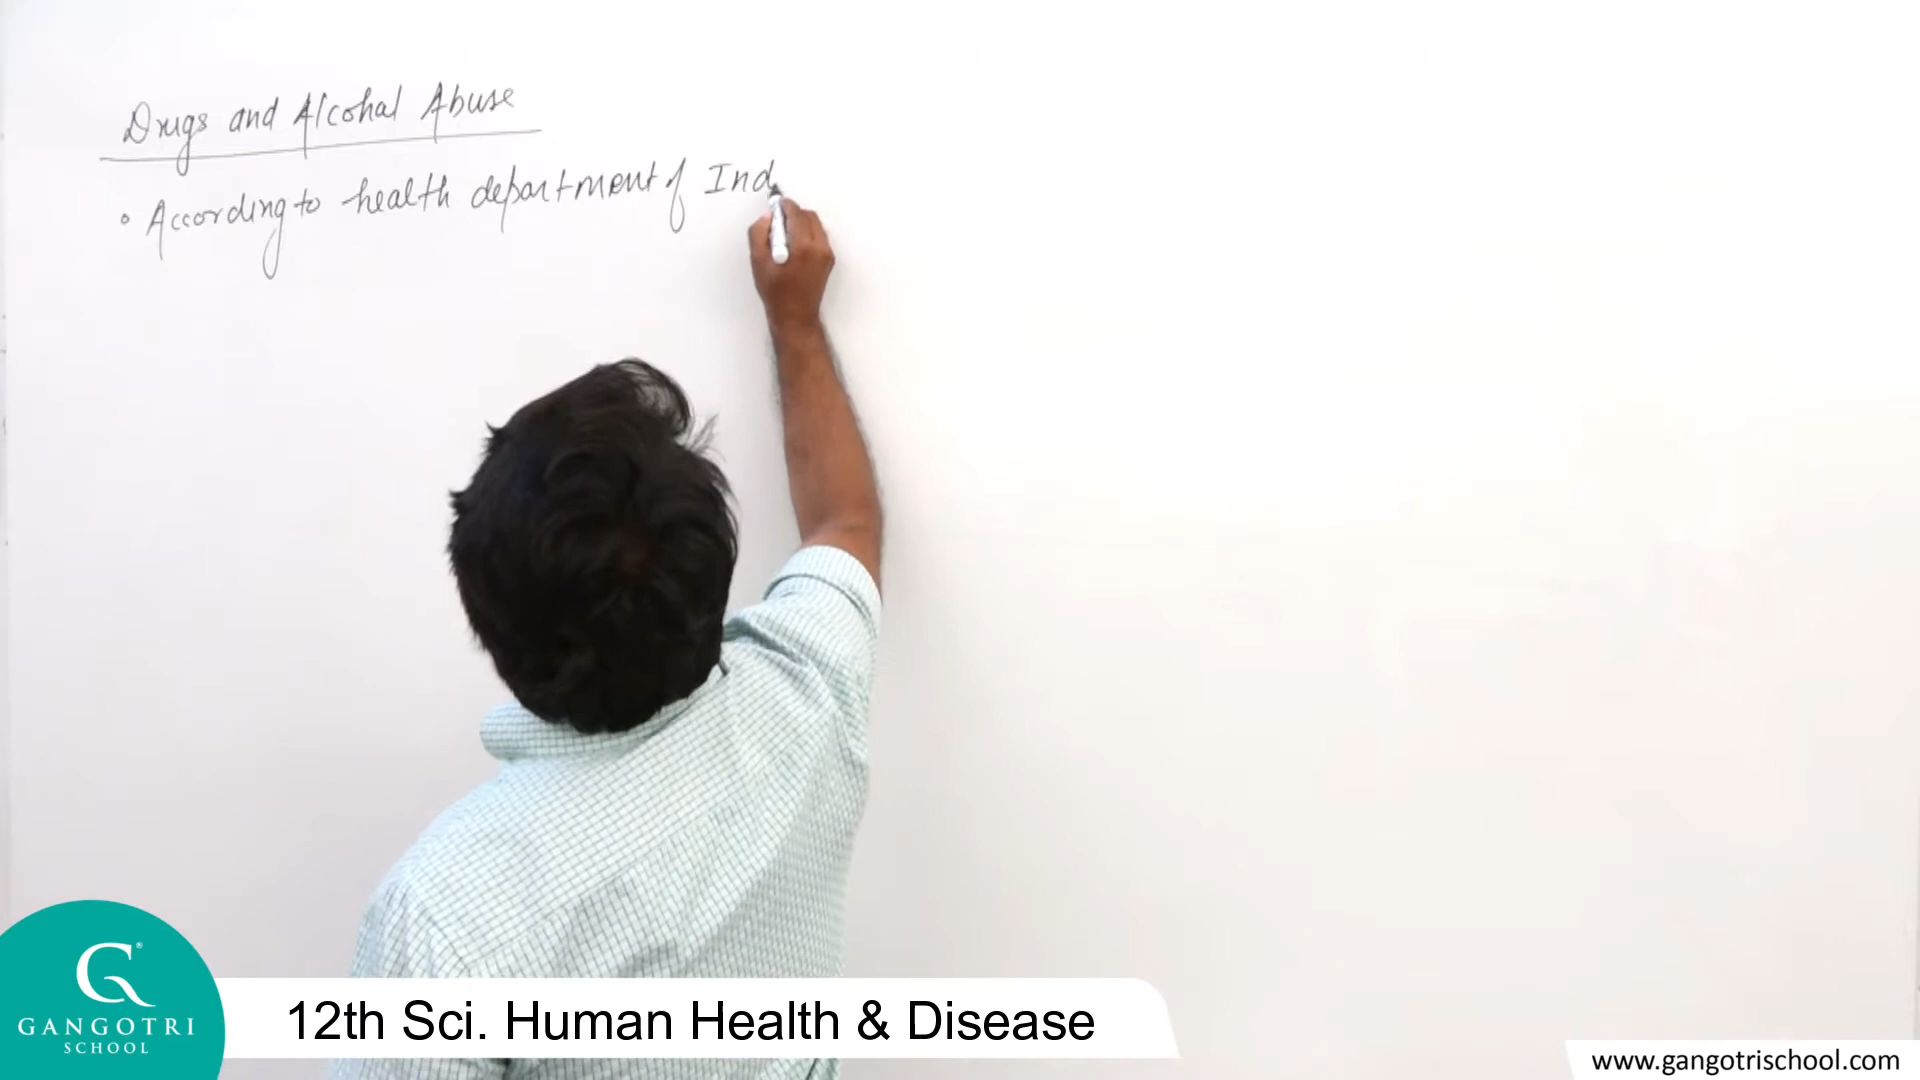 Drugs and Alcohal Abuse
• According to health department of Ind
G®
GANGOTRI
SCHOOL
12th Sci. Human Health & Disease
www.gangotrischool.com